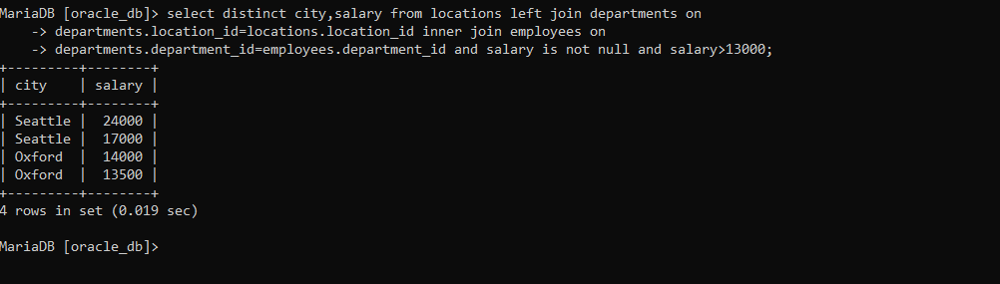 MariaDB [oracle_db]> select distinct city,salary from locations left join departments on
    -> departments.location_id=locations.location_id inner join employees on
    -> departments.department_id=employees.department_id and salary is not null and salary>13000;
+---------+--------+
| city    | salary |
+---------+--------+
| Seattle |  24000 |
| Seattle |  17000 |
| Oxford  |  14000 |
| Oxford  |  13500 |
+---------+--------+
4 rows in set (0.019 sec)
MariaDB [oracle_db]>